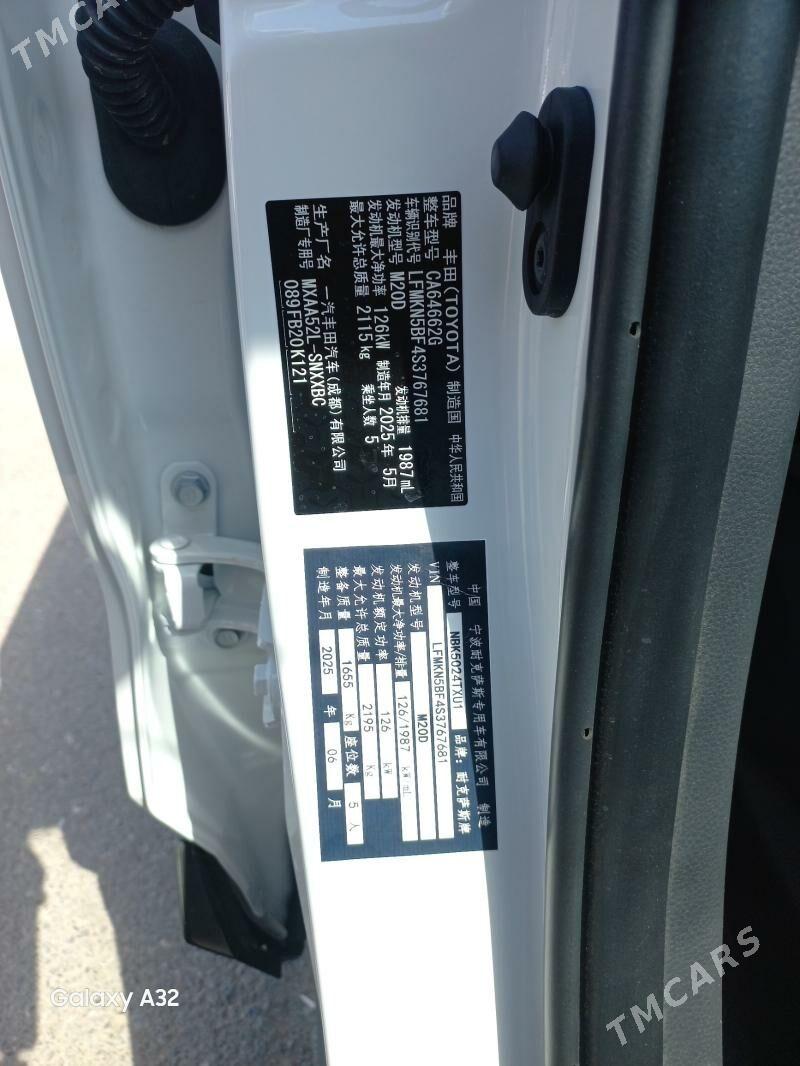 TMCARS
品牌 丰田(TOYOTA) 制造国 中华人民共和国
整车型号 CA64662G
车辆识别代号 LFMKN5BF4S3767681
发动机型号 M20D 发动机排量 1987 mL
发动机最大净功率 126kW 制造年月 2025年 5月
最大允许总质量 2115kg 乘坐人数 5
生产厂名 一汽丰田汽车(成都)有限公司
制造厂专用号 MXAA52L-SNXXBC
089FB20K121
中国 宁波耐克萨斯专用车有限公司 制造
整车型号 NBK5024TXU1 品牌: 耐克萨斯牌
VIN LFMKN5BF4S3767681
发动机型号 M20D
发动机最大净功率/排量 126/1987 kW/mL
发动机额定功率 126 kW
最大允许总质量 2195 Kg
整备质量 1655 Kg 座位数 5 人
制造年月 2025 年 06 月
Galaxy A32
TMCARS